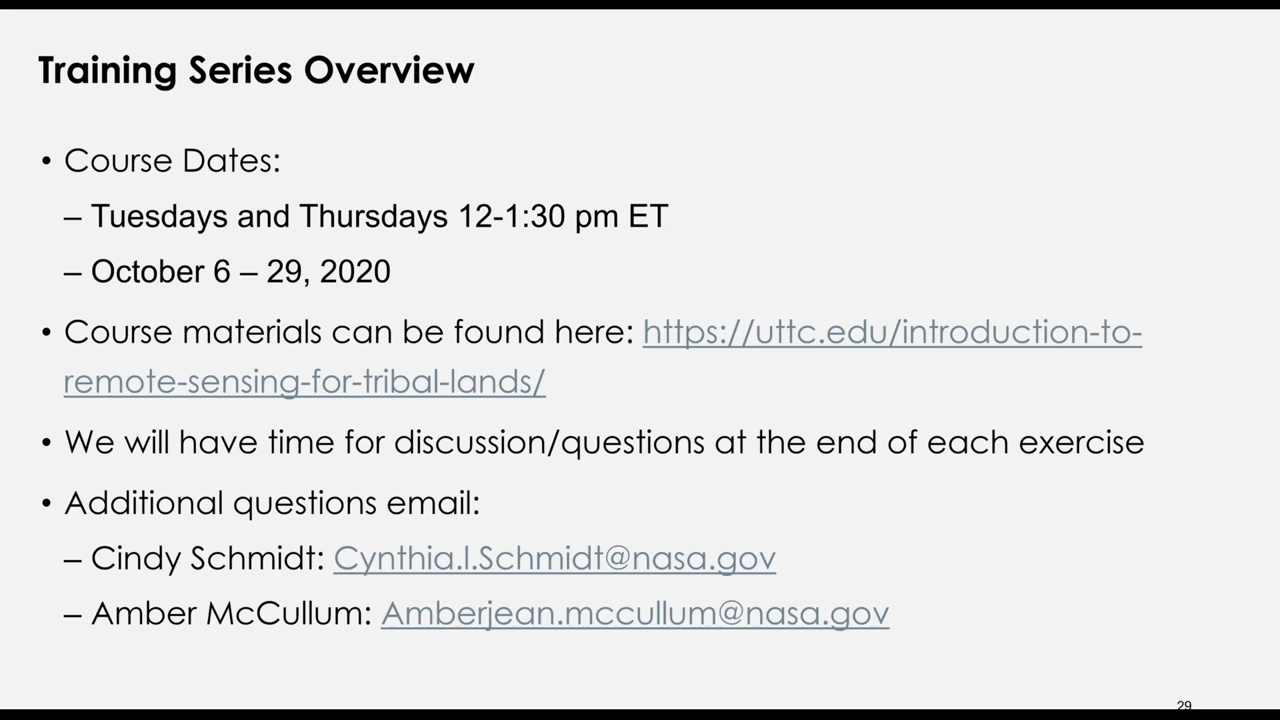 Training Series Overview
• Course Dates:
– Tuesdays and Thursdays 12-1:30 pm ET
– October 6 – 29, 2020
• Course materials can be found here: https://uttc.edu/introduction-to-
remote-sensing-for-tribal-lands/
• We will have time for discussion/questions at the end of each exercise
• Additional questions email:
– Cindy Schmidt: Cynthia.l.Schmidt@nasa.gov
– Amber McCullum: Amberjean.mccullum@nasa.gov
29